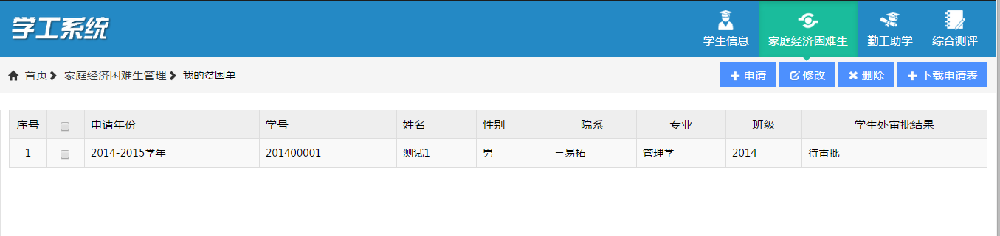 学工系统
学生信息 家庭经济困难生 勤工助学 综合测评
首页 家庭经济困难生管理 我的贫困单 申请 修改 删除 下载申请表
序号 申请年份 学号 姓名 性别 院系 专业 班级 学生处审批结果
1 2014-2015学年 201400001 测试1 男 三易拓 管理学 2014 待审批